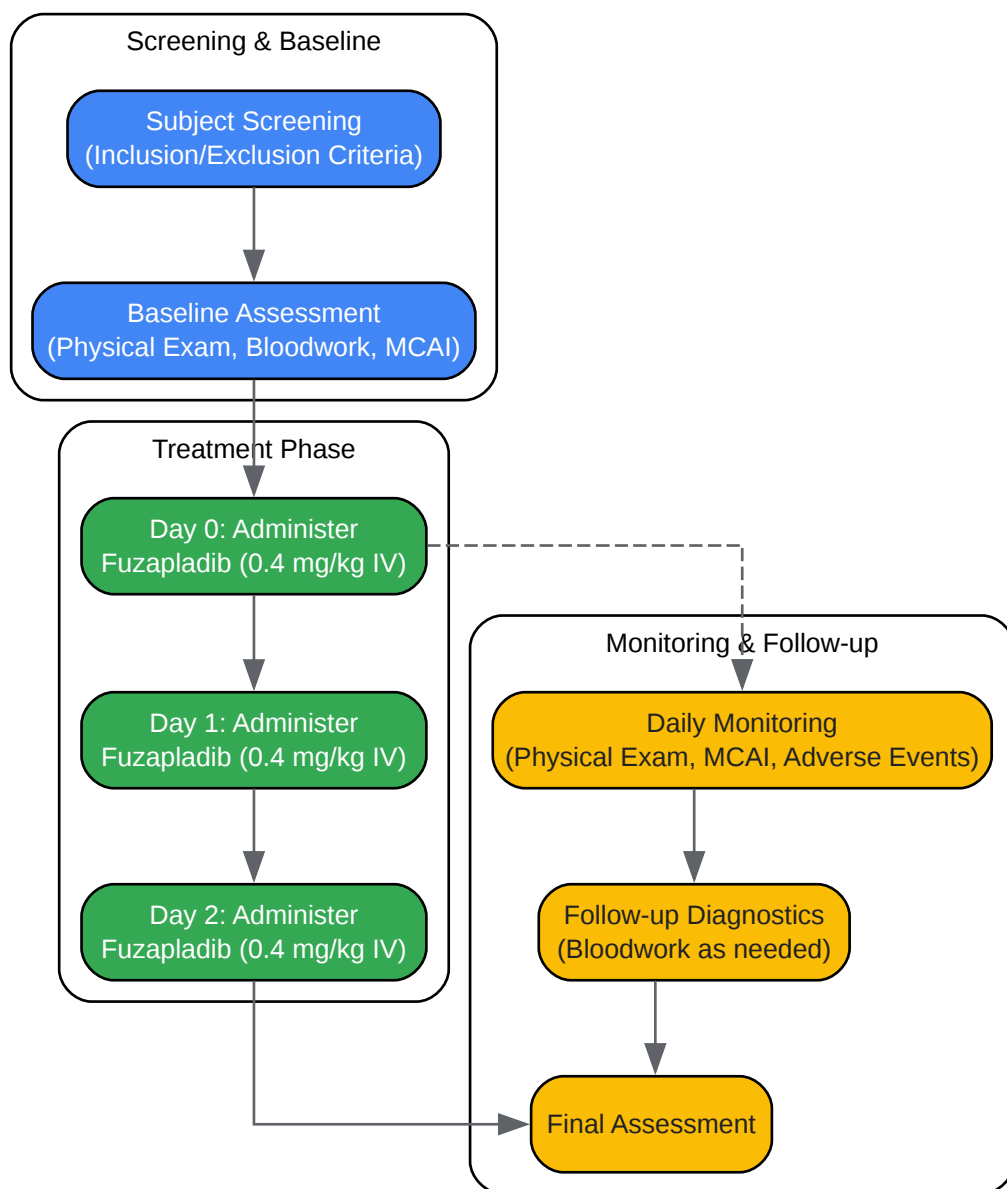 Screening & Baseline
Subject Screening
(Inclusion/Exclusion Criteria)
Baseline Assessment
(Physical Exam, Bloodwork, MCAI)
Treatment Phase
Day 0: Administer
Fuzapladib (0.4 mg/kg IV)
Day 1: Administer
Fuzapladib (0.4 mg/kg IV)
Day 2: Administer
Fuzapladib (0.4 mg/kg IV)
Monitoring & Follow-up
Daily Monitoring
(Physical Exam, MCAI, Adverse Events)
Follow-up Diagnostics
(Bloodwork as needed)
Final Assessment